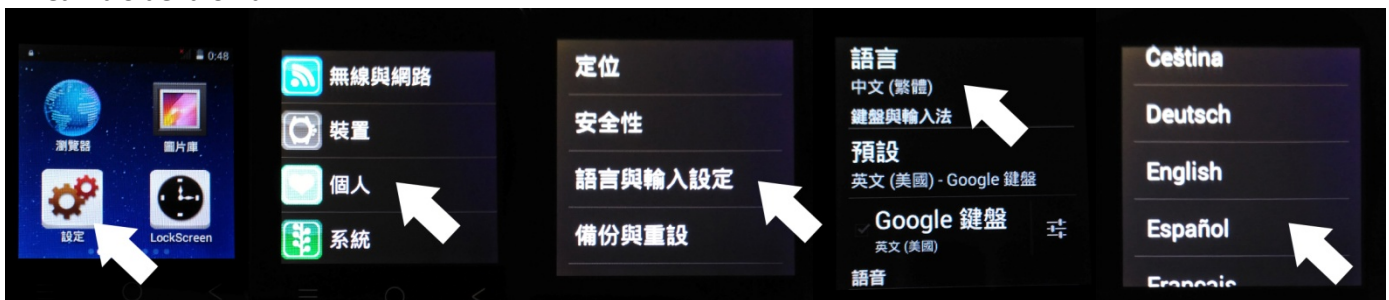 0:48
瀏覽器
圖片庫
設定
LockScreen
無線與網路
裝置
個人
系統
定位
安全性
語言與輸入設定
備份與重設
語言
中文 (繁體)
鍵盤與輸入法
預設
英文 (美國) - Google 鍵盤
Google 鍵盤
英文 (美國)
語音
Čeština
Deutsch
English
Español
Français